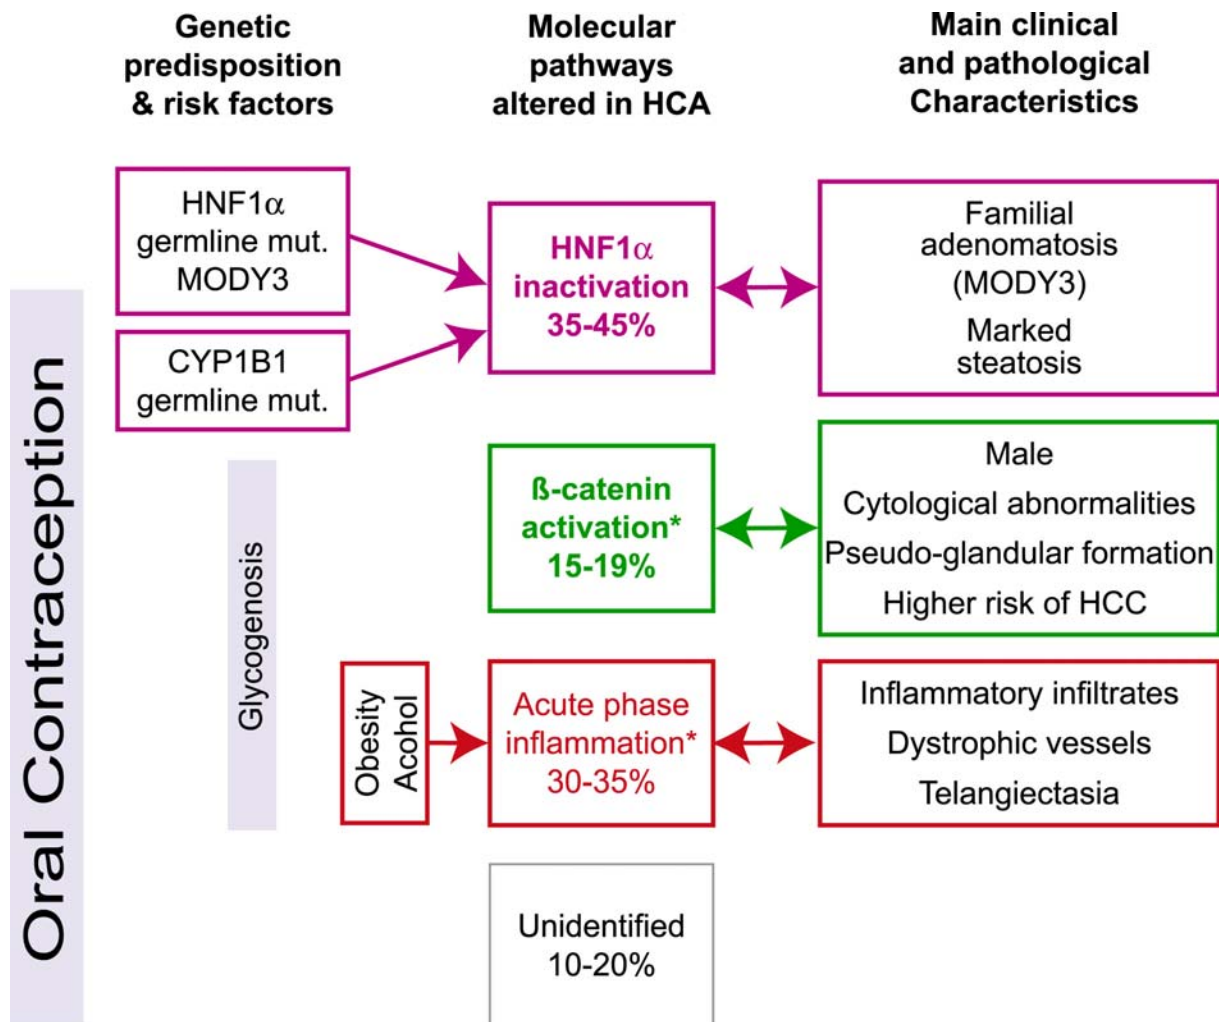 Genetic
predisposition
& risk factors
Molecular
pathways
altered in HCA
Main clinical
and pathological
Characteristics
Oral Contraception
HNF1α
germline mut.
MODY3
CYP1B1
germline mut.
HNF1α
inactivation
35-45%
Familial
adenomatosis
(MODY3)
Marked
steatosis
Glycogenosis
ß-catenin
activation*
15-19%
Male
Cytological abnormalities
Pseudo-glandular formation
Higher risk of HCC
Obesity
Acohol
Acute phase
inflammation*
30-35%
Inflammatory infiltrates
Dystrophic vessels
Telangiectasia
Unidentified
10-20%